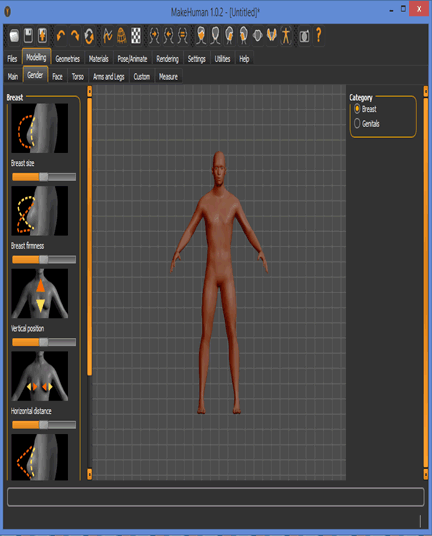 MakeHuman 1.0.2 - [Untitled]*
Files Modelling Geometries Materials Pose/Animate Rendering Settings Utilities Help
Main Gender Face Torso Arms and Legs Custom Measure
Breast
Breast size
Breast firmness
Vertical position
Horizontal distance
Category
Breast
Genitals